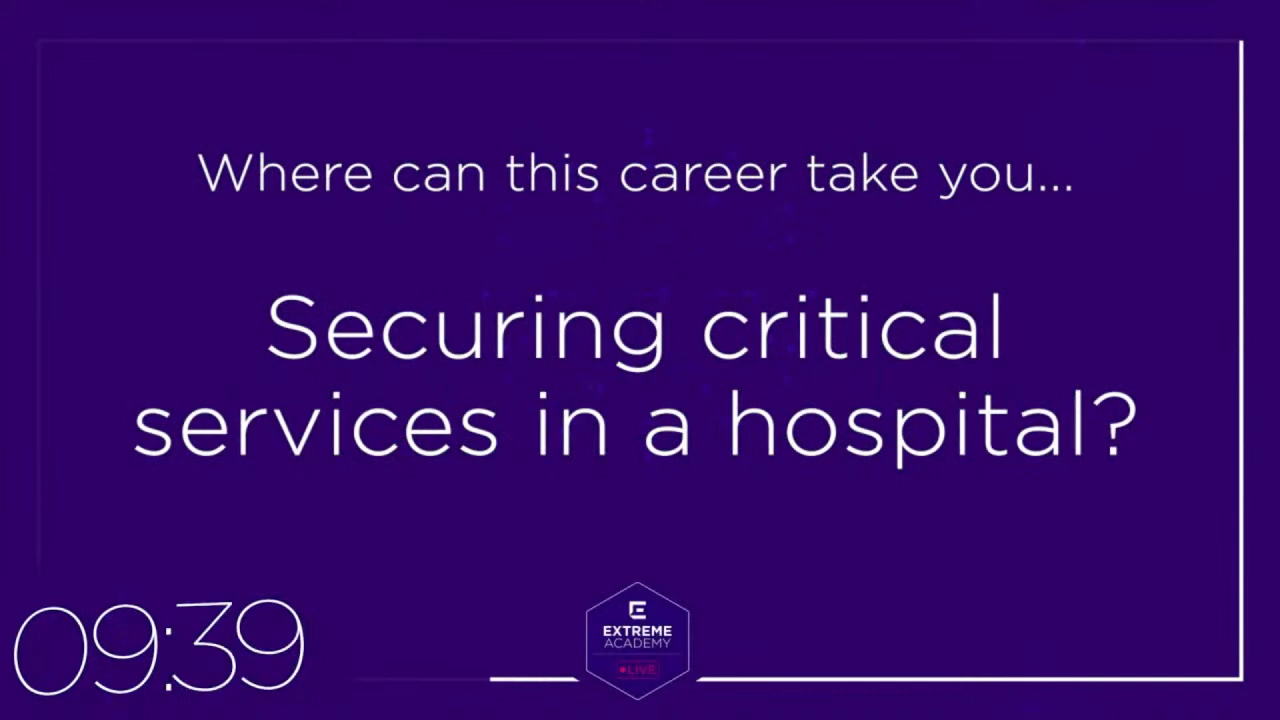 Where can this career take you...
Securing critical
services in a hospital?
09:39
EXTREME
ACADEMY
LIVE